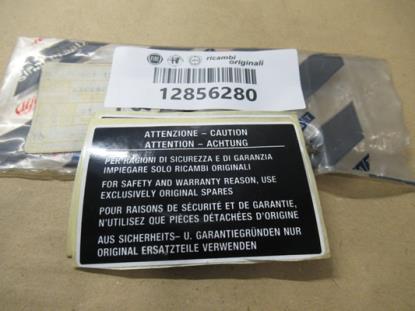 FIAT
ricambi
originali
12856280
ATTENZIONE – CAUTION
ATTENTION – ACHTUNG
PER RAGIONI DI SICUREZZA E DI GARANZIA
IMPIEGARE SOLO RICAMBI ORIGINALI
FOR SAFETY AND WARRANTY REASON, USE
EXCLUSIVELY ORIGINAL SPARES
POUR RAISONS DE SÉCURITÉ ET DE GARANTIE,
N'UTILISEZ QUE PIÈCES DÉTACHÉES D'ORIGINE
AUS SICHERHEITS– U. GARANTIEGRÜNDEN NUR
ORIGINAL ERSATZTEILE VERWENDEN